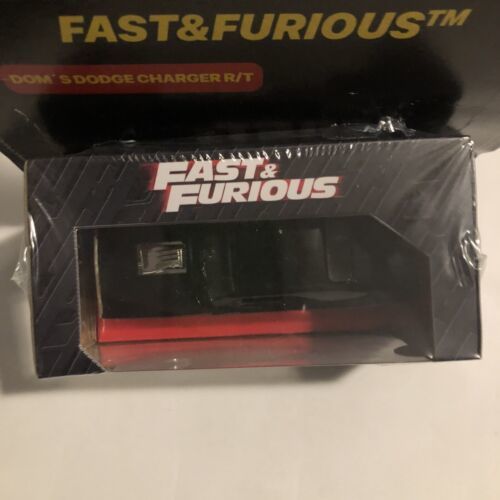 FAST&FURIOUS™
DOM´S DODGE CHARGER R/T
FAST&
FURIOUS